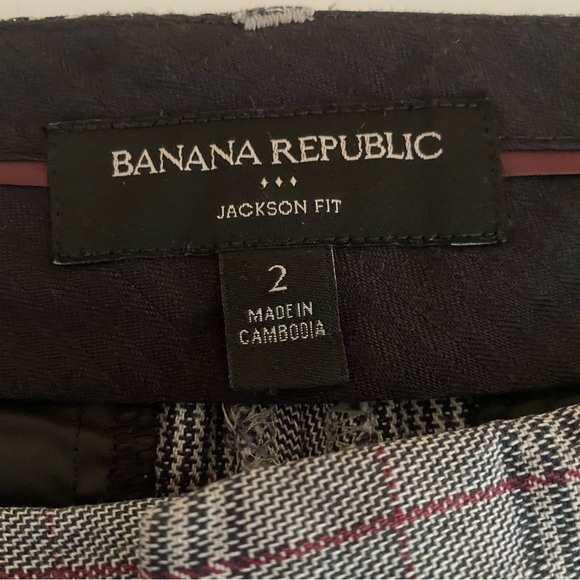 BANANA REPUBLIC
JACKSON FIT
2
MADE IN
CAMBODIA